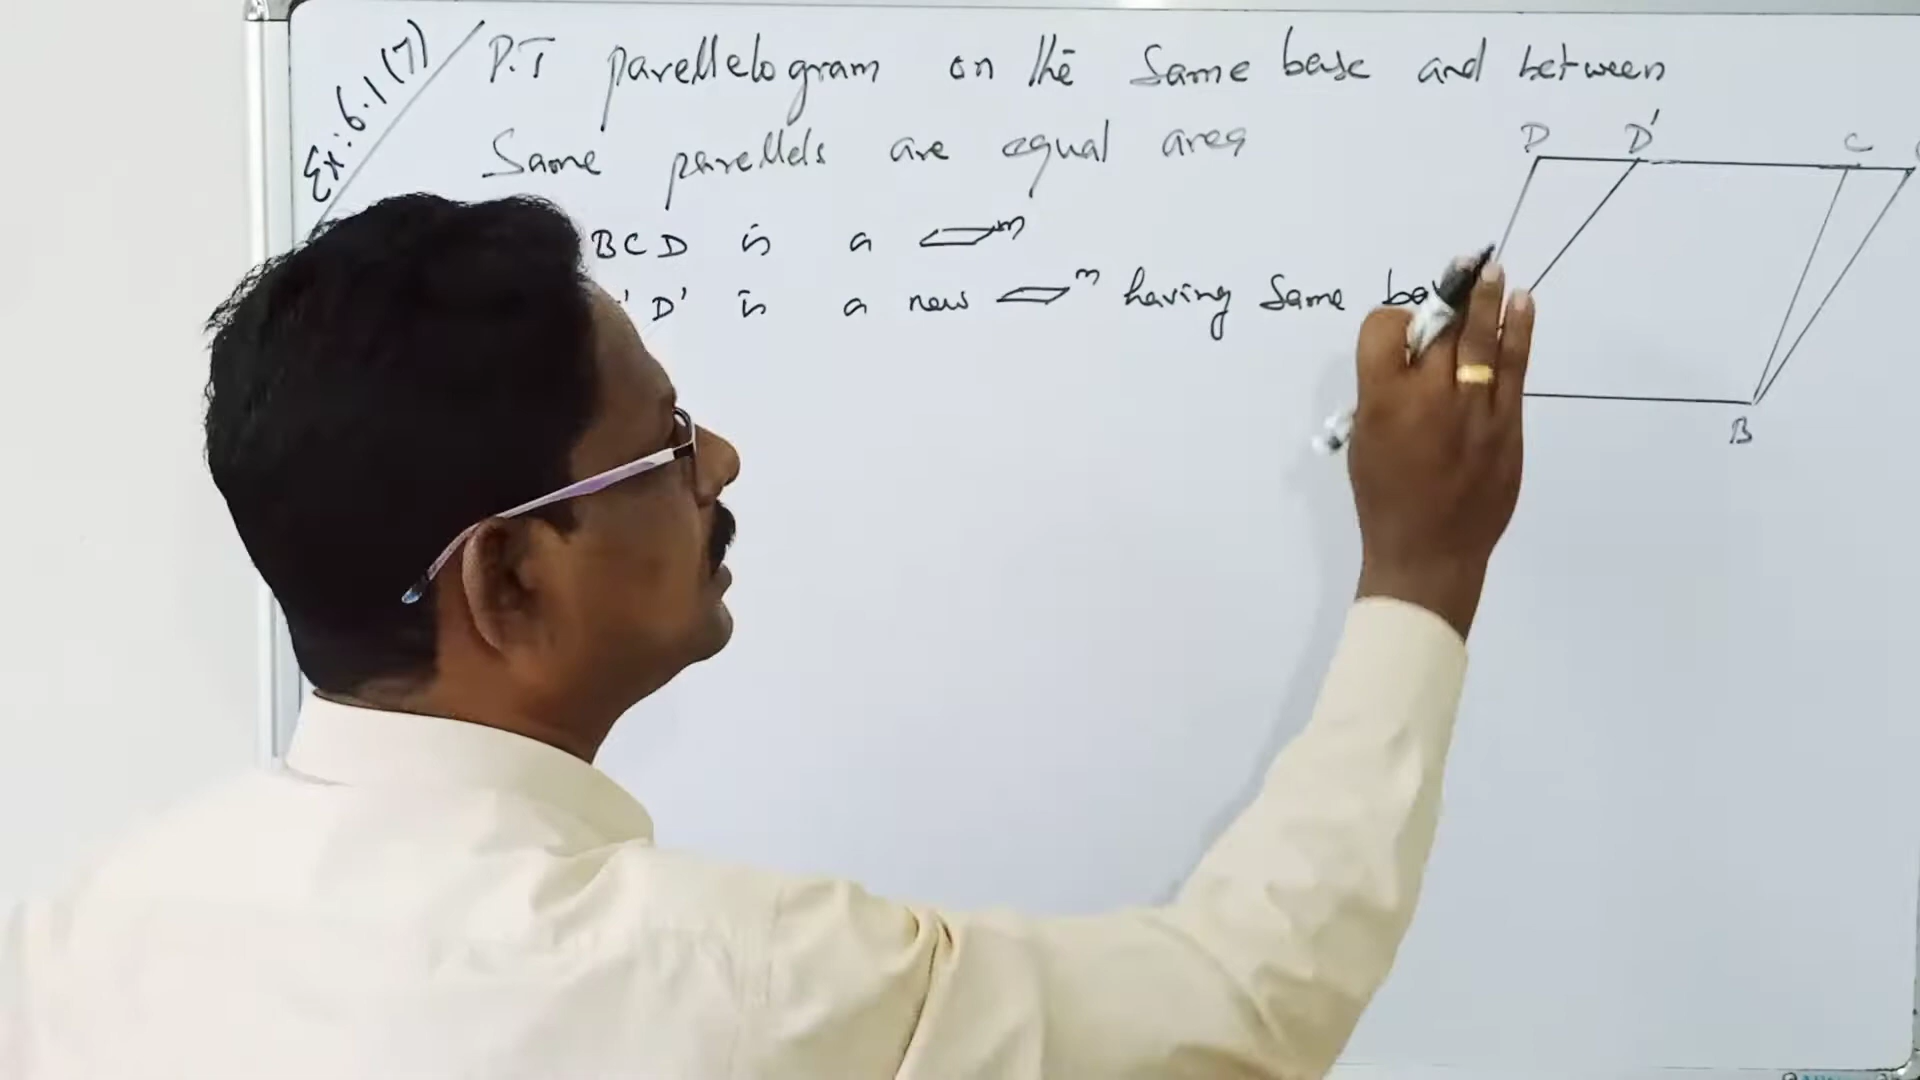 Ex: 6.1(7)
P.T parellelogram on the same base and between
Same parellels are equal area
BCD is a ▱m
' D' is a new ▱m having same ba
D D' C
B